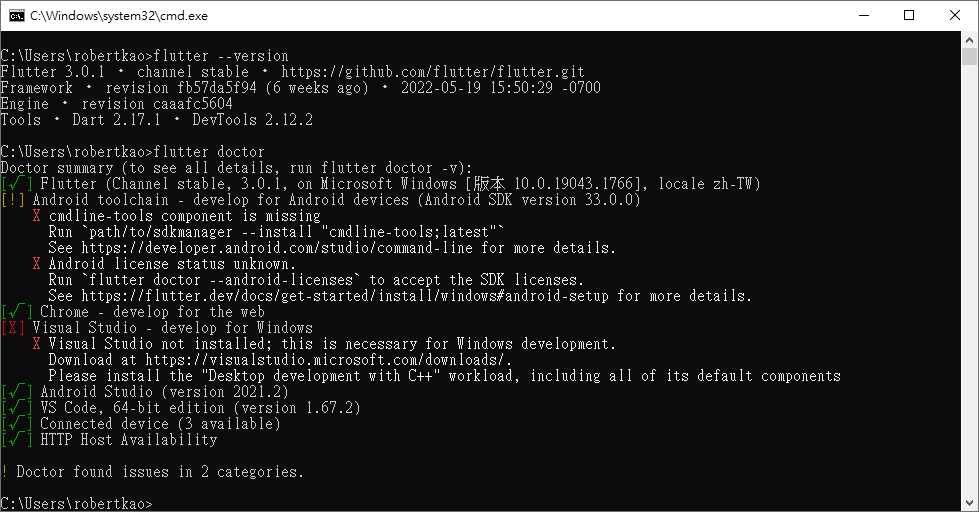 C:\Windows\system32\cmd.exe
C:\Users\robertkao>flutter --version
Flutter 3.0.1 • channel stable • https://github.com/flutter/flutter.git
Framework • revision fb57da5f94 (6 weeks ago) • 2022-05-19 15:50:29 -0700
Engine • revision caaafc5604
Tools • Dart 2.17.1 • DevTools 2.12.2
C:\Users\robertkao>flutter doctor
Doctor summary (to see all details, run flutter doctor -v):
[√] Flutter (Channel stable, 3.0.1, on Microsoft Windows [版本 10.0.19043.1766], locale zh-TW)
[!] Android toolchain - develop for Android devices (Android SDK version 33.0.0)
    X cmdline-tools component is missing
      Run `path/to/sdkmanager --install "cmdline-tools;latest"`
      See https://developer.android.com/studio/command-line for more details.
    X Android license status unknown.
      Run `flutter doctor --android-licenses` to accept the SDK licenses.
      See https://flutter.dev/docs/get-started/install/windows#android-setup for more details.
[√] Chrome - develop for the web
[X] Visual Studio - develop for Windows
    X Visual Studio not installed; this is necessary for Windows development.
      Download at https://visualstudio.microsoft.com/downloads/.
      Please install the "Desktop development with C++" workload, including all of its default components
[√] Android Studio (version 2021.2)
[√] VS Code, 64-bit edition (version 1.67.2)
[√] Connected device (3 available)
[√] HTTP Host Availability
! Doctor found issues in 2 categories.
C:\Users\robertkao>